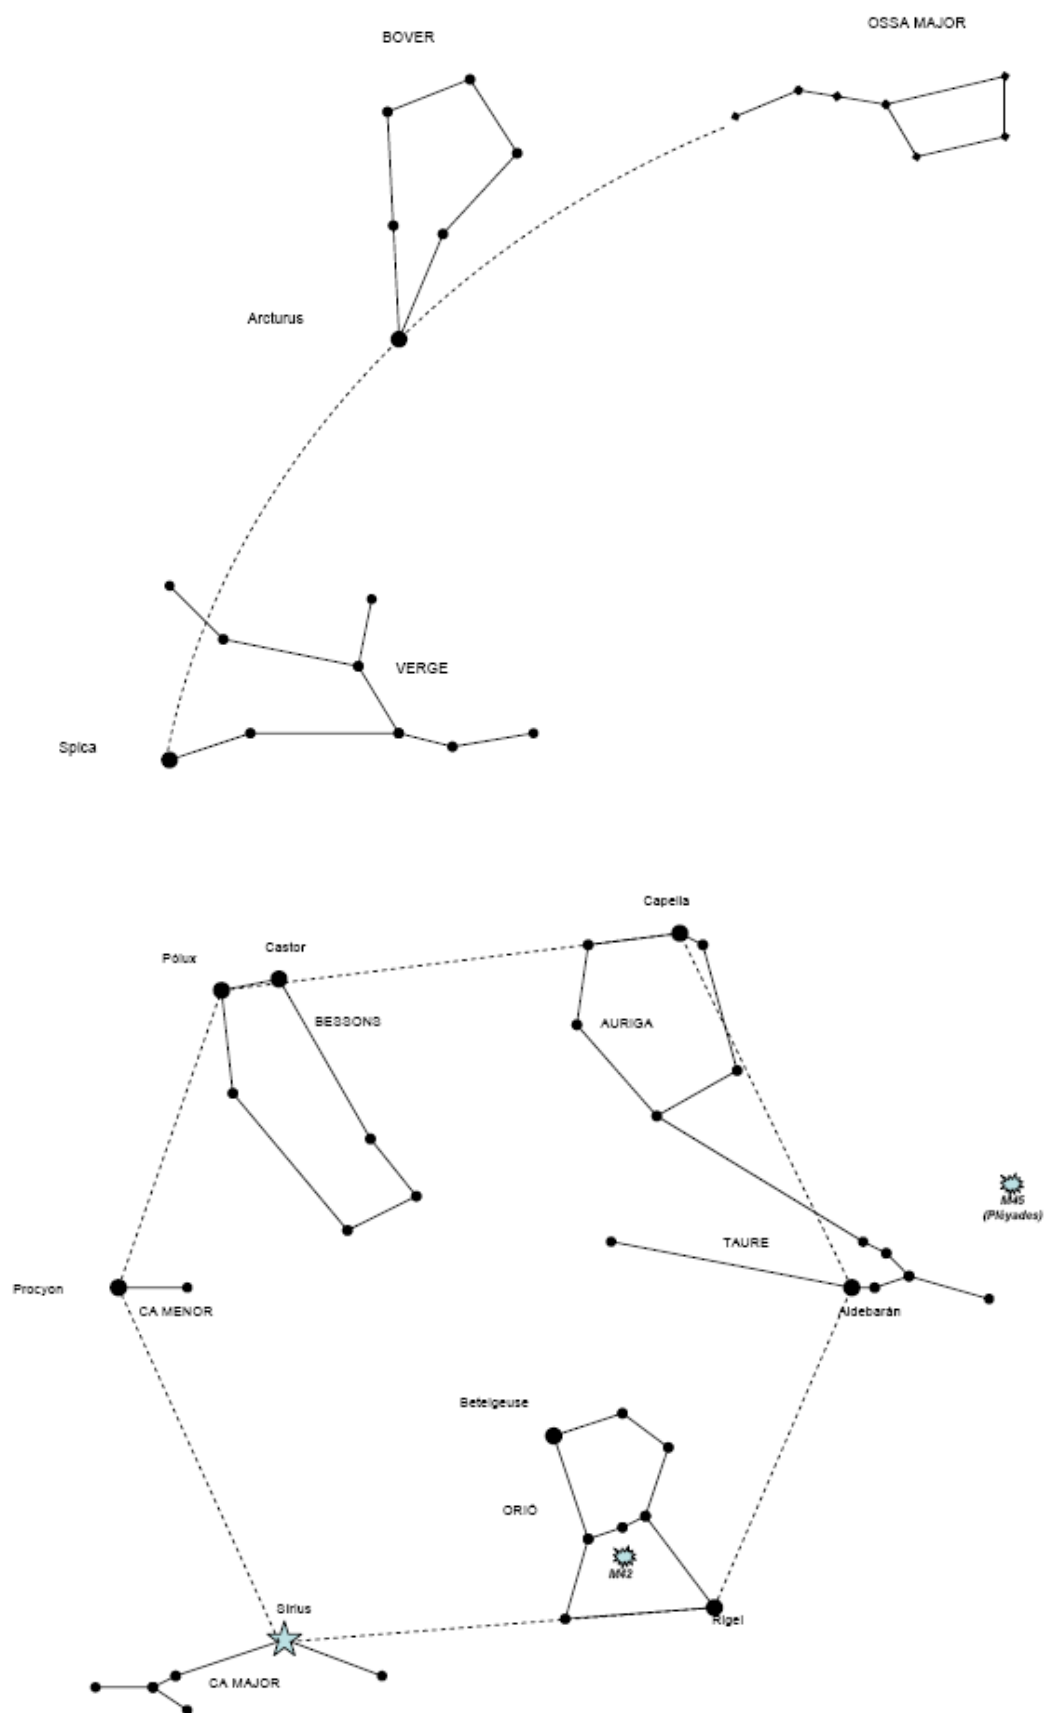 OSSA MAJOR
BOVER
Arcturus
VERGE
Spica
Capella
Castor
Pólux
BESSONS
AURIGA
M45
(Pléyades)
TAURE
Procyon
CA MENOR
Aldebarán
Betelgeuse
ORIÓ
M42
Sirius
Rigel
CA MAJOR